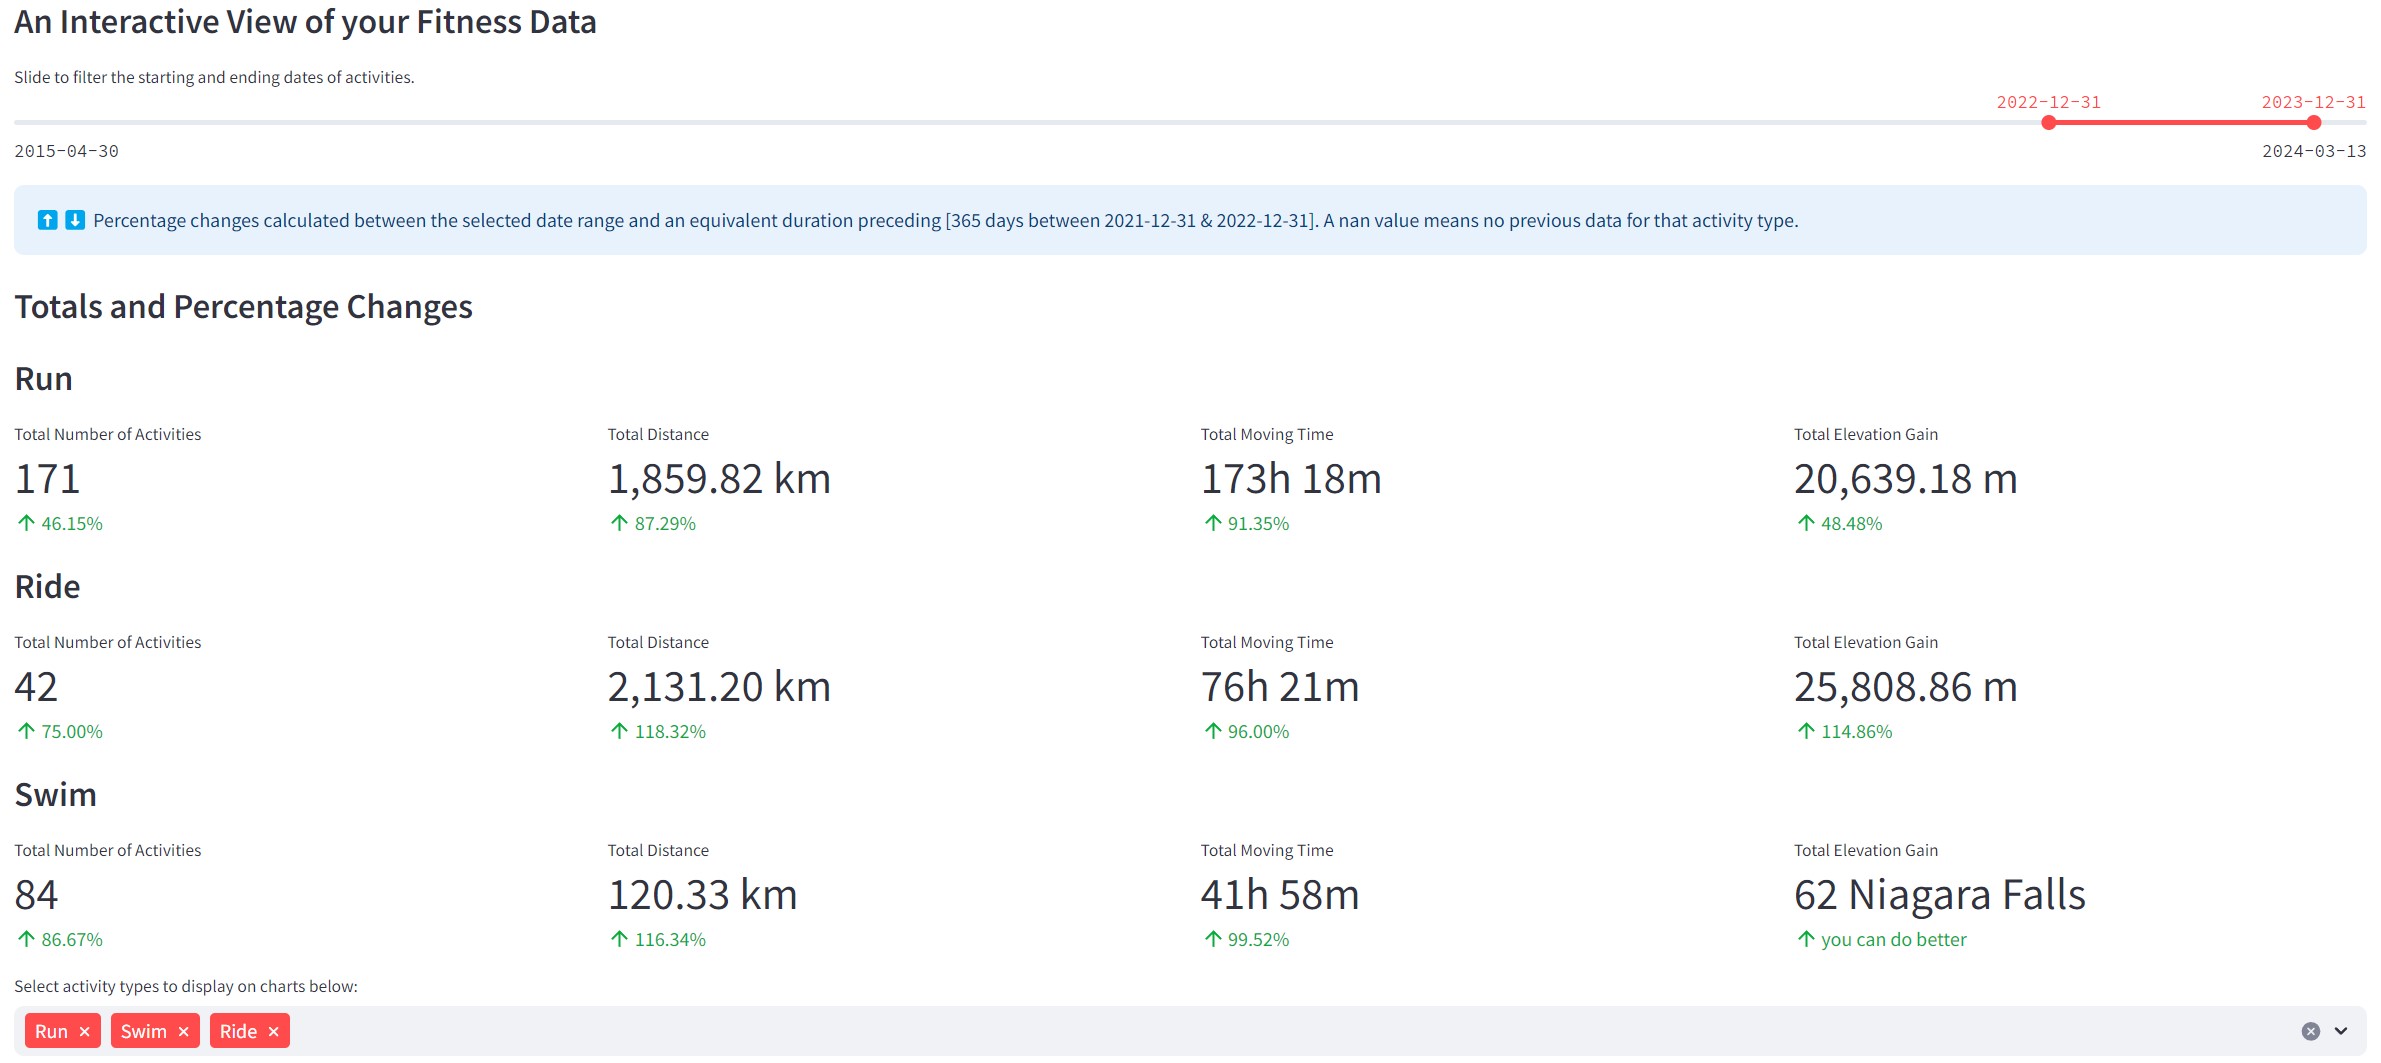 An Interactive View of your Fitness Data
Slide to filter the starting and ending dates of activities.
2022-12-31 2023-12-31
2015-04-30 2024-03-13
Percentage changes calculated between the selected date range and an equivalent duration preceding [365 days between 2021-12-31 & 2022-12-31]. A nan value means no previous data for that activity type.
Totals and Percentage Changes
Run
Total Number of Activities Total Distance Total Moving Time Total Elevation Gain
171 1,859.82 km 173h 18m 20,639.18 m
↑ 46.15% ↑ 87.29% ↑ 91.35% ↑ 48.48%
Ride
Total Number of Activities Total Distance Total Moving Time Total Elevation Gain
42 2,131.20 km 76h 21m 25,808.86 m
↑ 75.00% ↑ 118.32% ↑ 96.00% ↑ 114.86%
Swim
Total Number of Activities Total Distance Total Moving Time Total Elevation Gain
84 120.33 km 41h 58m 62 Niagara Falls
↑ 86.67% ↑ 116.34% ↑ 99.52% ↑ you can do better
Select activity types to display on charts below:
Run × Swim × Ride ×